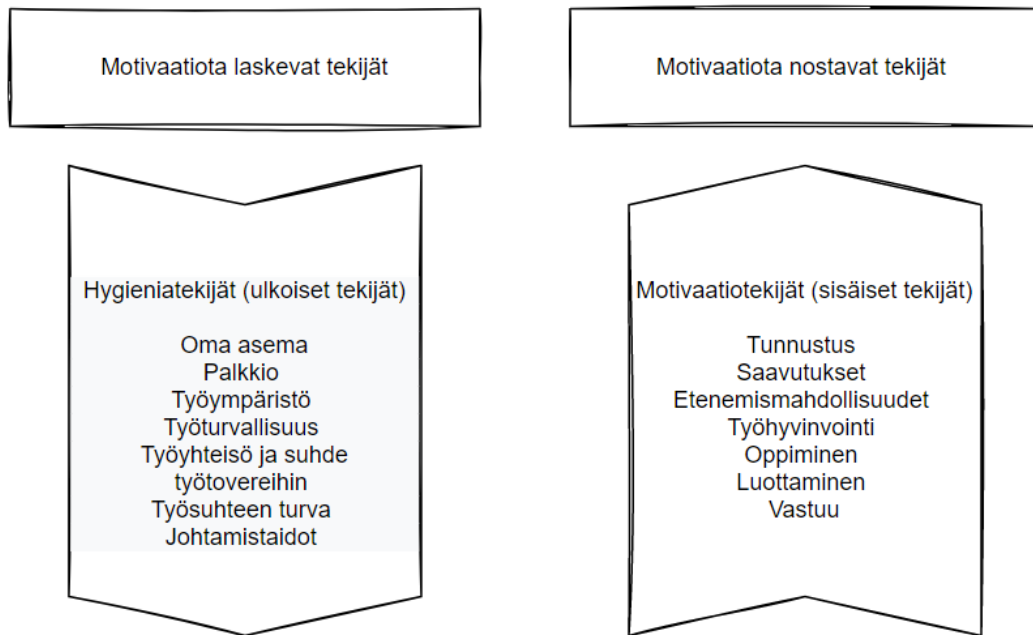 Motivaatiota laskevat tekijät
Motivaatiota nostavat tekijät
Hygieniatekijät (ulkoiset tekijät)
Oma asema
Palkkio
Työympäristö
Työturvallisuus
Työyhteisö ja suhde
työtovereihin
Työsuhteen turva
Johtamistaidot
Motivaatiotekijät (sisäiset tekijät)
Tunnustus
Saavutukset
Etenemismahdollisuudet
Työhyvinvointi
Oppiminen
Luottaminen
Vastuu